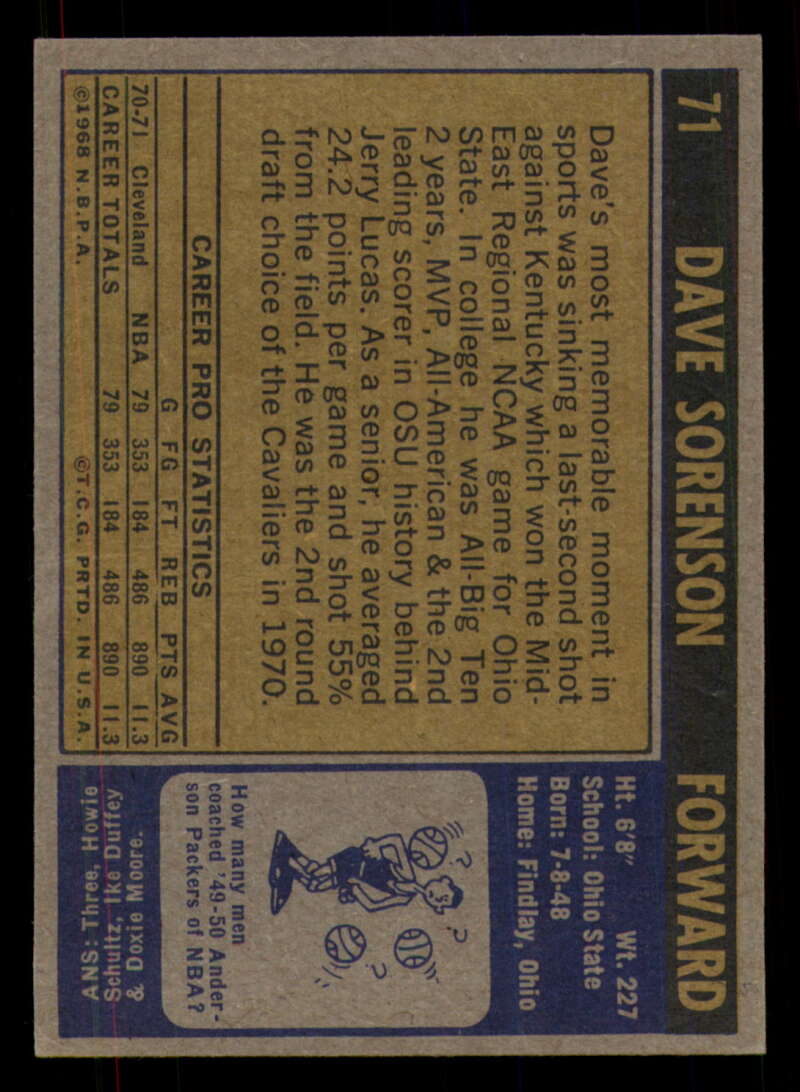 71 DAVE SORENSON FORWARD
Dave's most memorable moment in
sports was sinking a last-second shot
against Kentucky which won the Mid-
East Regional NCAA game for Ohio
State. In college he was All-Big Ten
2 years, MVP, All-American & the 2nd
leading scorer in OSU history behind
Jerry Lucas. As a senior, he averaged
24.2 points per game and shot 55%
from the field. He was the 2nd round
draft choice of the Cavaliers in 1970.
CAREER PRO STATISTICS
G FG FT REB PTS AVG
70-71 Cleveland NBA 79 353 184 486 890 11.3
CAREER TOTALS 79 353 184 486 890 11.3
©1968 N.B.P.A. ©T.C.G. PRTD. IN U.S.A.
Ht. 6'8" Wt. 227
School: Ohio State
Born: 7-8-48
Home: Findlay, Ohio
? ? ?
How many men
coached '49-50 Ander-
son Packers of NBA?
ANS: Three, Howie
Schultz, Ike Duffey
& Doxie Moore.